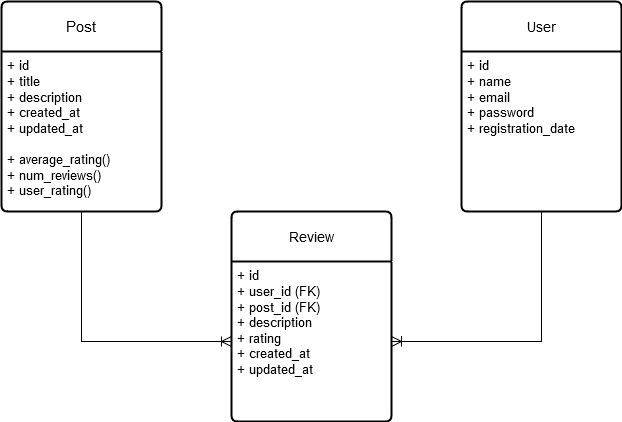 Post
+ id
+ title
+ description
+ created_at
+ updated_at
+ average_rating()
+ num_reviews()
+ user_rating()
User
+ id
+ name
+ email
+ password
+ registration_date
Review
+ id
+ user_id (FK)
+ post_id (FK)
+ description
+ rating
+ created_at
+ updated_at